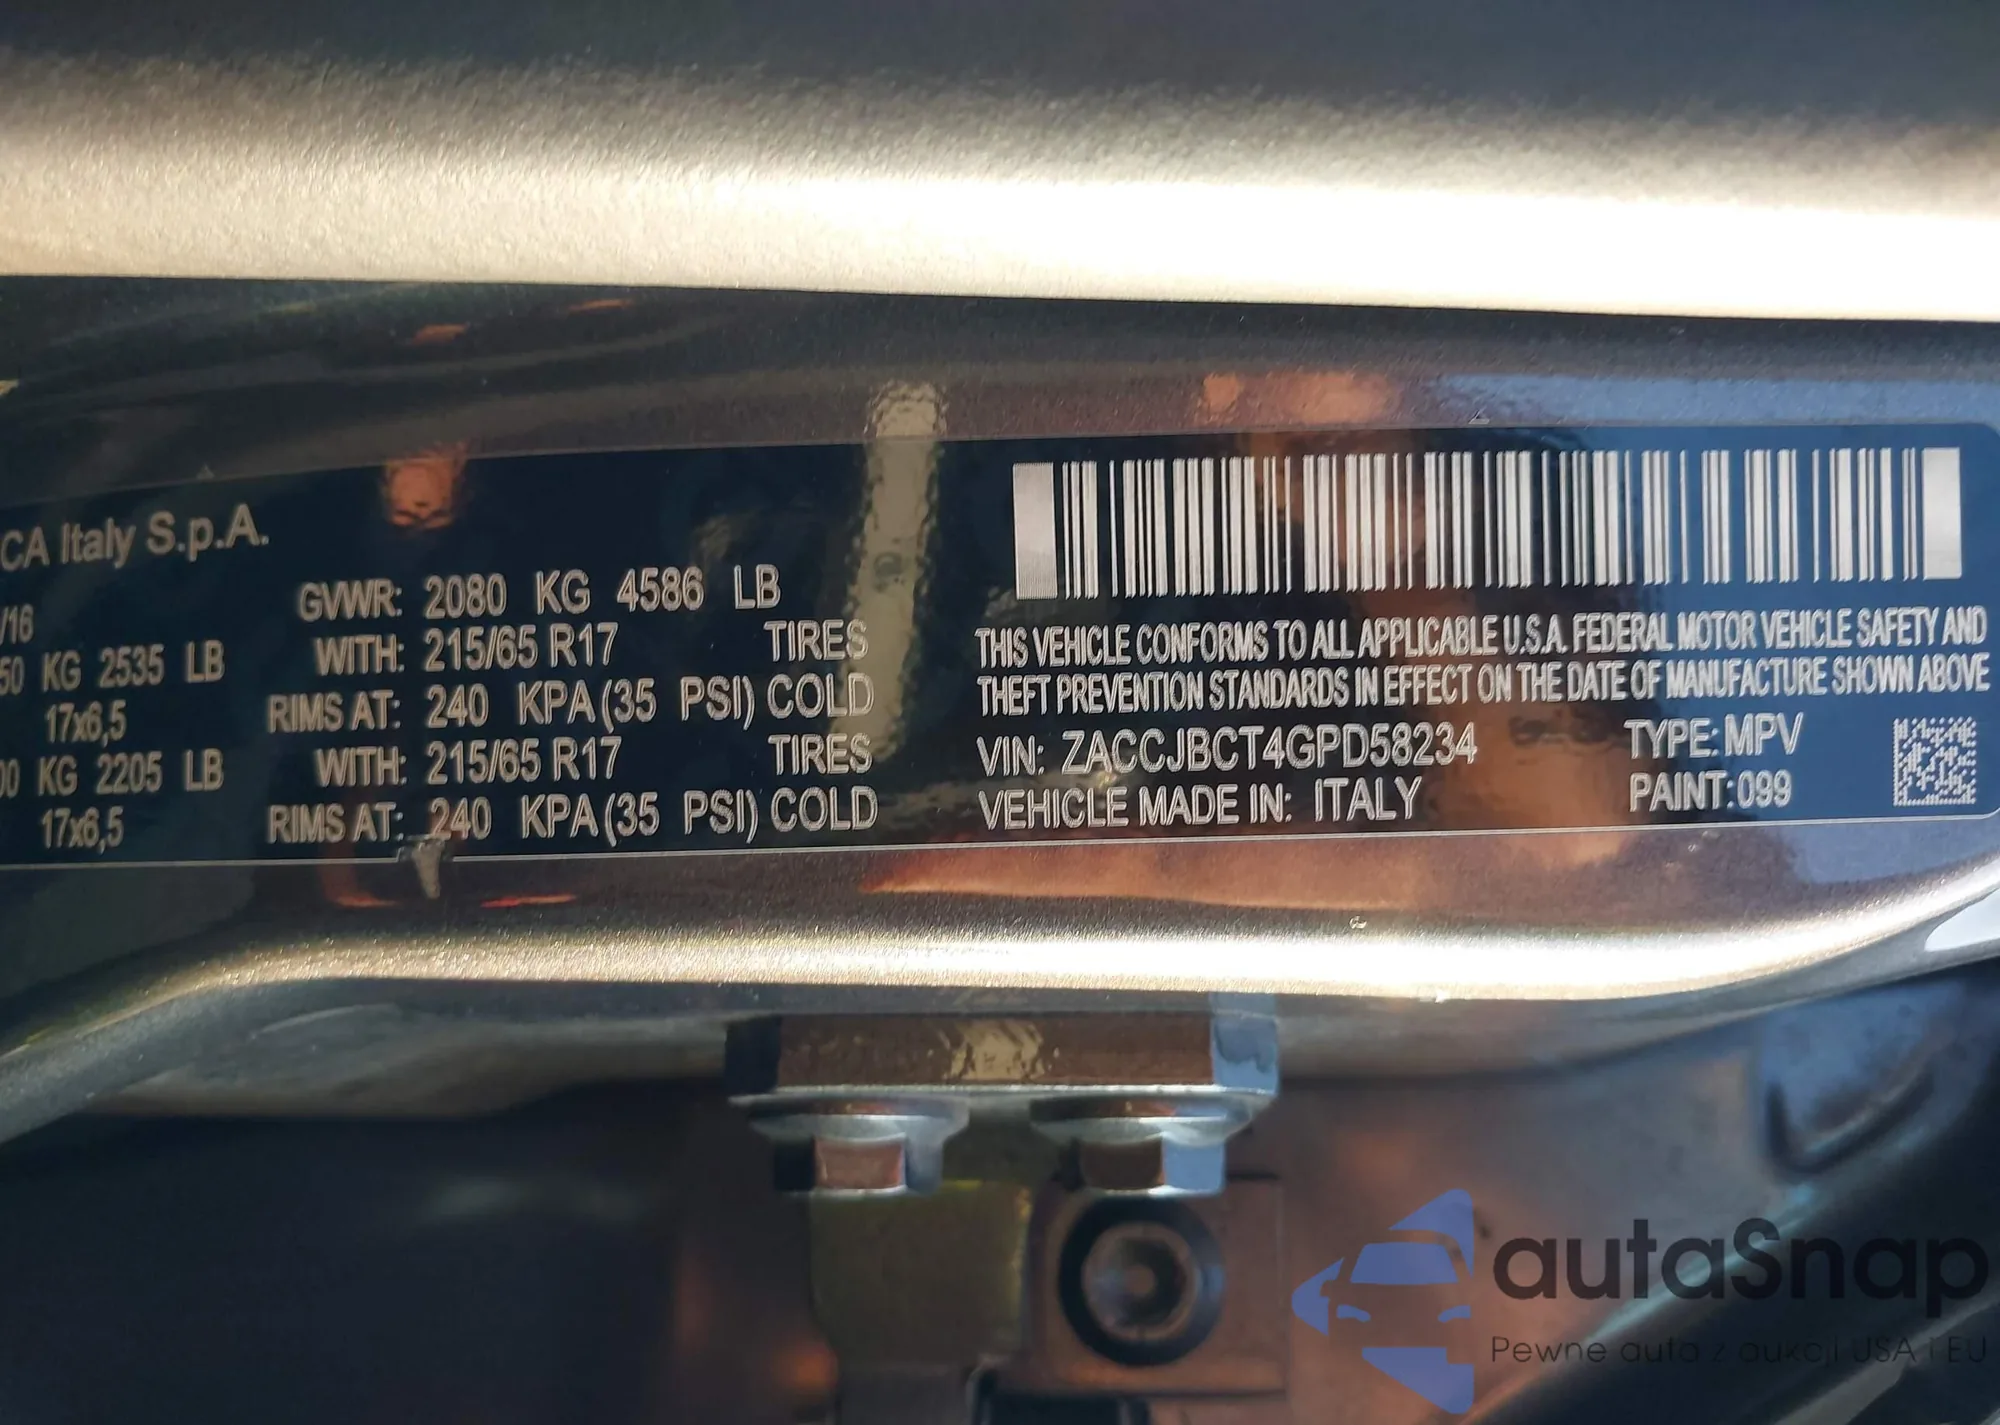 CA Italy S.p.A.
/16
50 KG 2535 LB
17x6,5
00 KG 2205 LB
17x6,5
GVWR: 2080 KG 4586 LB
WITH: 215/65 R17 TIRES
RIMS AT: 240 KPA(35 PSI) COLD
WITH: 215/65 R17 TIRES
RIMS AT: 240 KPA(35 PSI) COLD
THIS VEHICLE CONFORMS TO ALL APPLICABLE U.S.A. FEDERAL MOTOR VEHICLE SAFETY AND
THEFT PREVENTION STANDARDS IN EFFECT ON THE DATE OF MANUFACTURE SHOWN ABOVE
VIN: ZACCJBCT4GPD58234 TYPE: MPV
VEHICLE MADE IN: ITALY PAINT: 099
autaSnap
Pewne auta z aukcji USA i EU